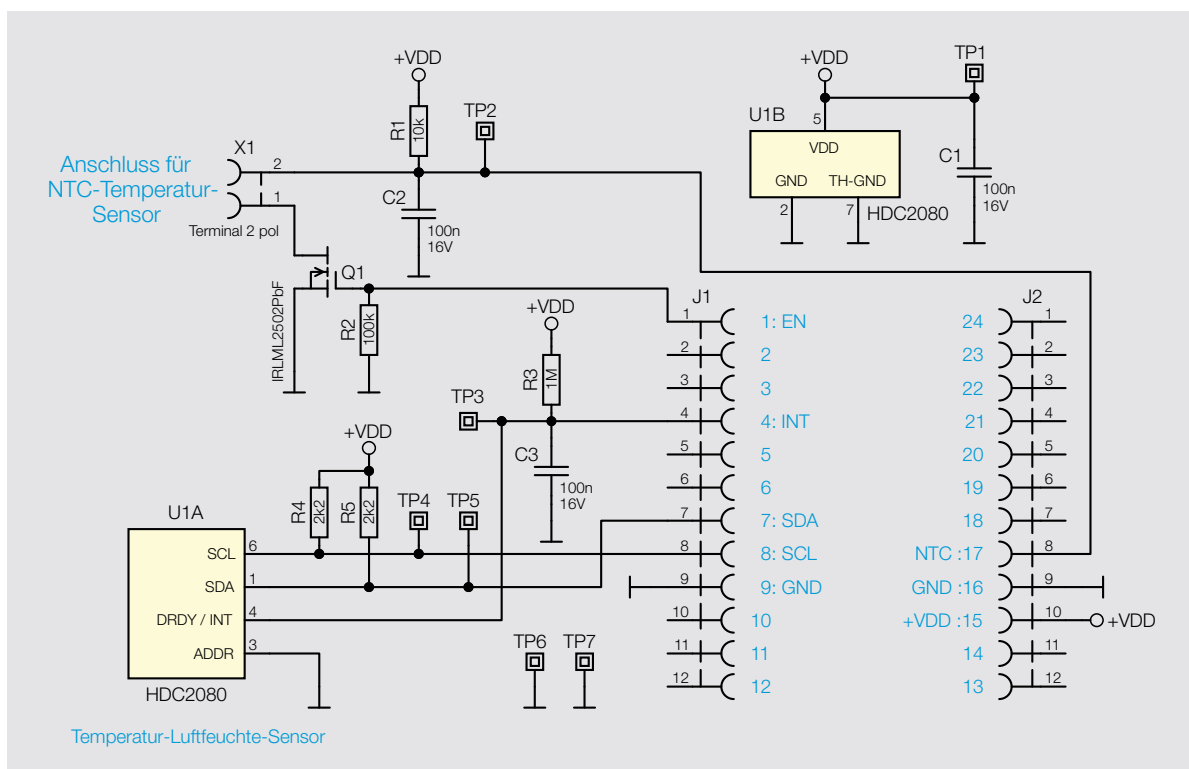 +VDD
R1
10k
TP2
X1
2
1
Anschluss für
NTC-Temperatur-
Sensor
Terminal 2 pol
C2
100n
16V
Q1
IRLML2502PbF
R2
100k
+VDD
TP1
U1B
5
VDD
GND
TH-GND
2
7
HDC2080
C1
100n
16V
+VDD
R3
1M
TP3
C3
100n
16V
+VDD
R4
2k2
R5
2k2
TP4
TP5
U1A
SCL
6
SDA
1
DRDY / INT
4
ADDR
3
HDC2080
Temperatur-Luftfeuchte-Sensor
TP6
TP7
J1
1
1: EN
2
2
3
3
4
4: INT
5
5
6
6
7
7: SDA
8
8: SCL
9
9: GND
10
10
11
11
12
12
J2
24
1
23
2
22
3
21
4
20
5
19
6
18
7
NTC :17
8
GND :16
9
+VDD :15
10
+VDD
14
11
13
12